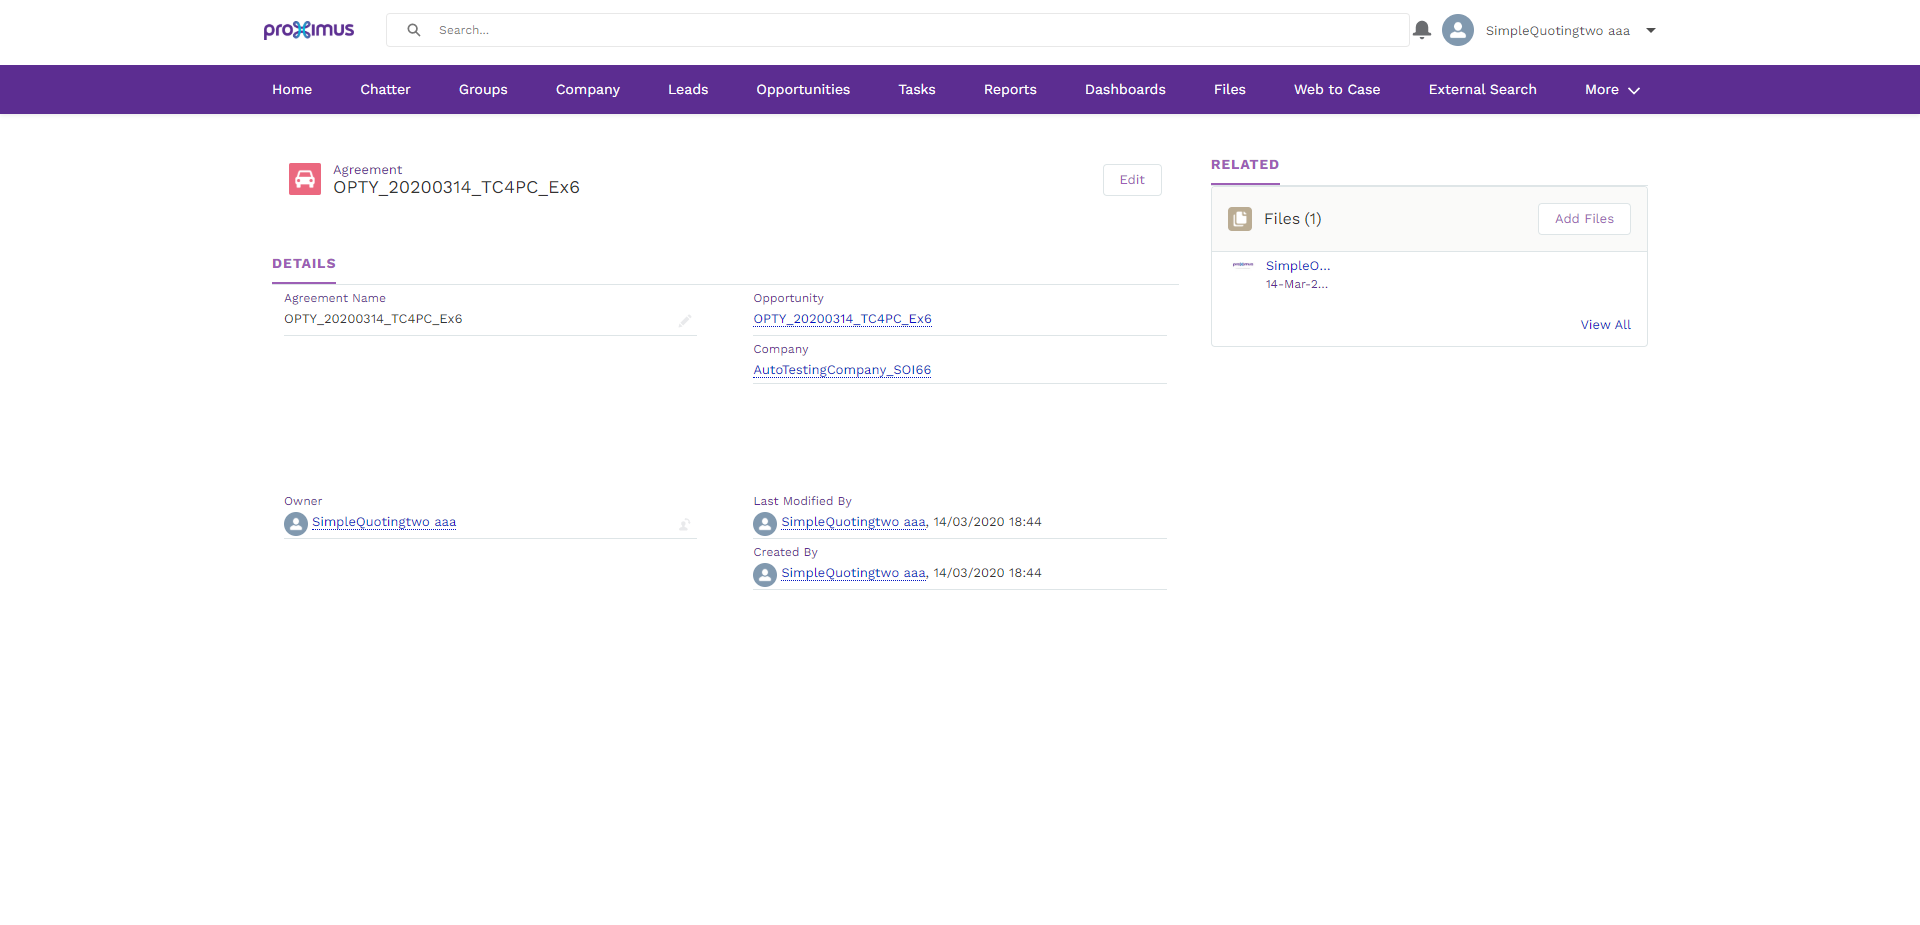 proximus
Search...
SimpleQuotingtwo aaa
Home Chatter Groups Company Leads Opportunities Tasks Reports Dashboards Files Web to Case External Search More
Agreement
OPTY_20200314_TC4PC_Ex6
Edit
DETAILS
Agreement Name
OPTY_20200314_TC4PC_Ex6
Opportunity
OPTY_20200314_TC4PC_Ex6
Company
AutoTestingCompany_SOI66
Owner
SimpleQuotingtwo aaa
Last Modified By
SimpleQuotingtwo aaa, 14/03/2020 18:44
Created By
SimpleQuotingtwo aaa, 14/03/2020 18:44
RELATED
Files (1)
Add Files
proximus
SimpleO...
14-Mar-2...
View All